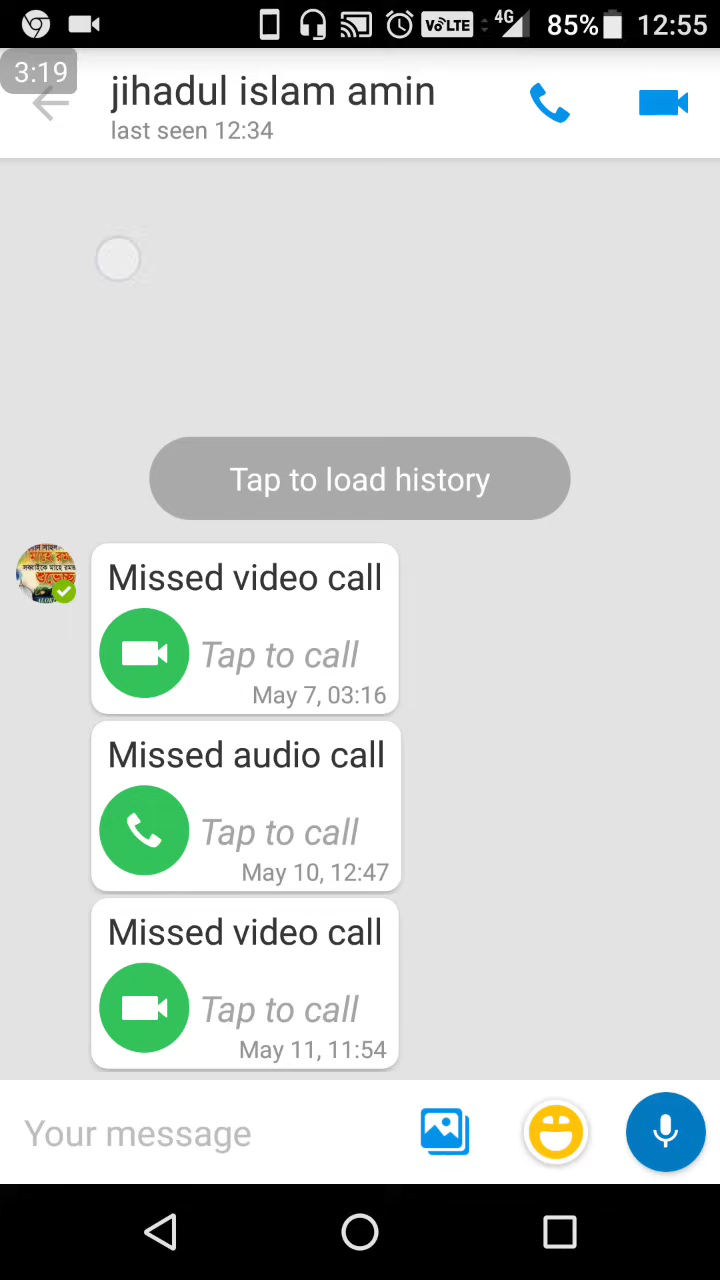 VoLTE 4G 85% 12:55
3:19
jihadul islam amin
last seen 12:34
Tap to load history
Missed video call
Tap to call
May 7, 03:16
Missed audio call
Tap to call
May 10, 12:47
Missed video call
Tap to call
May 11, 11:54
Your message